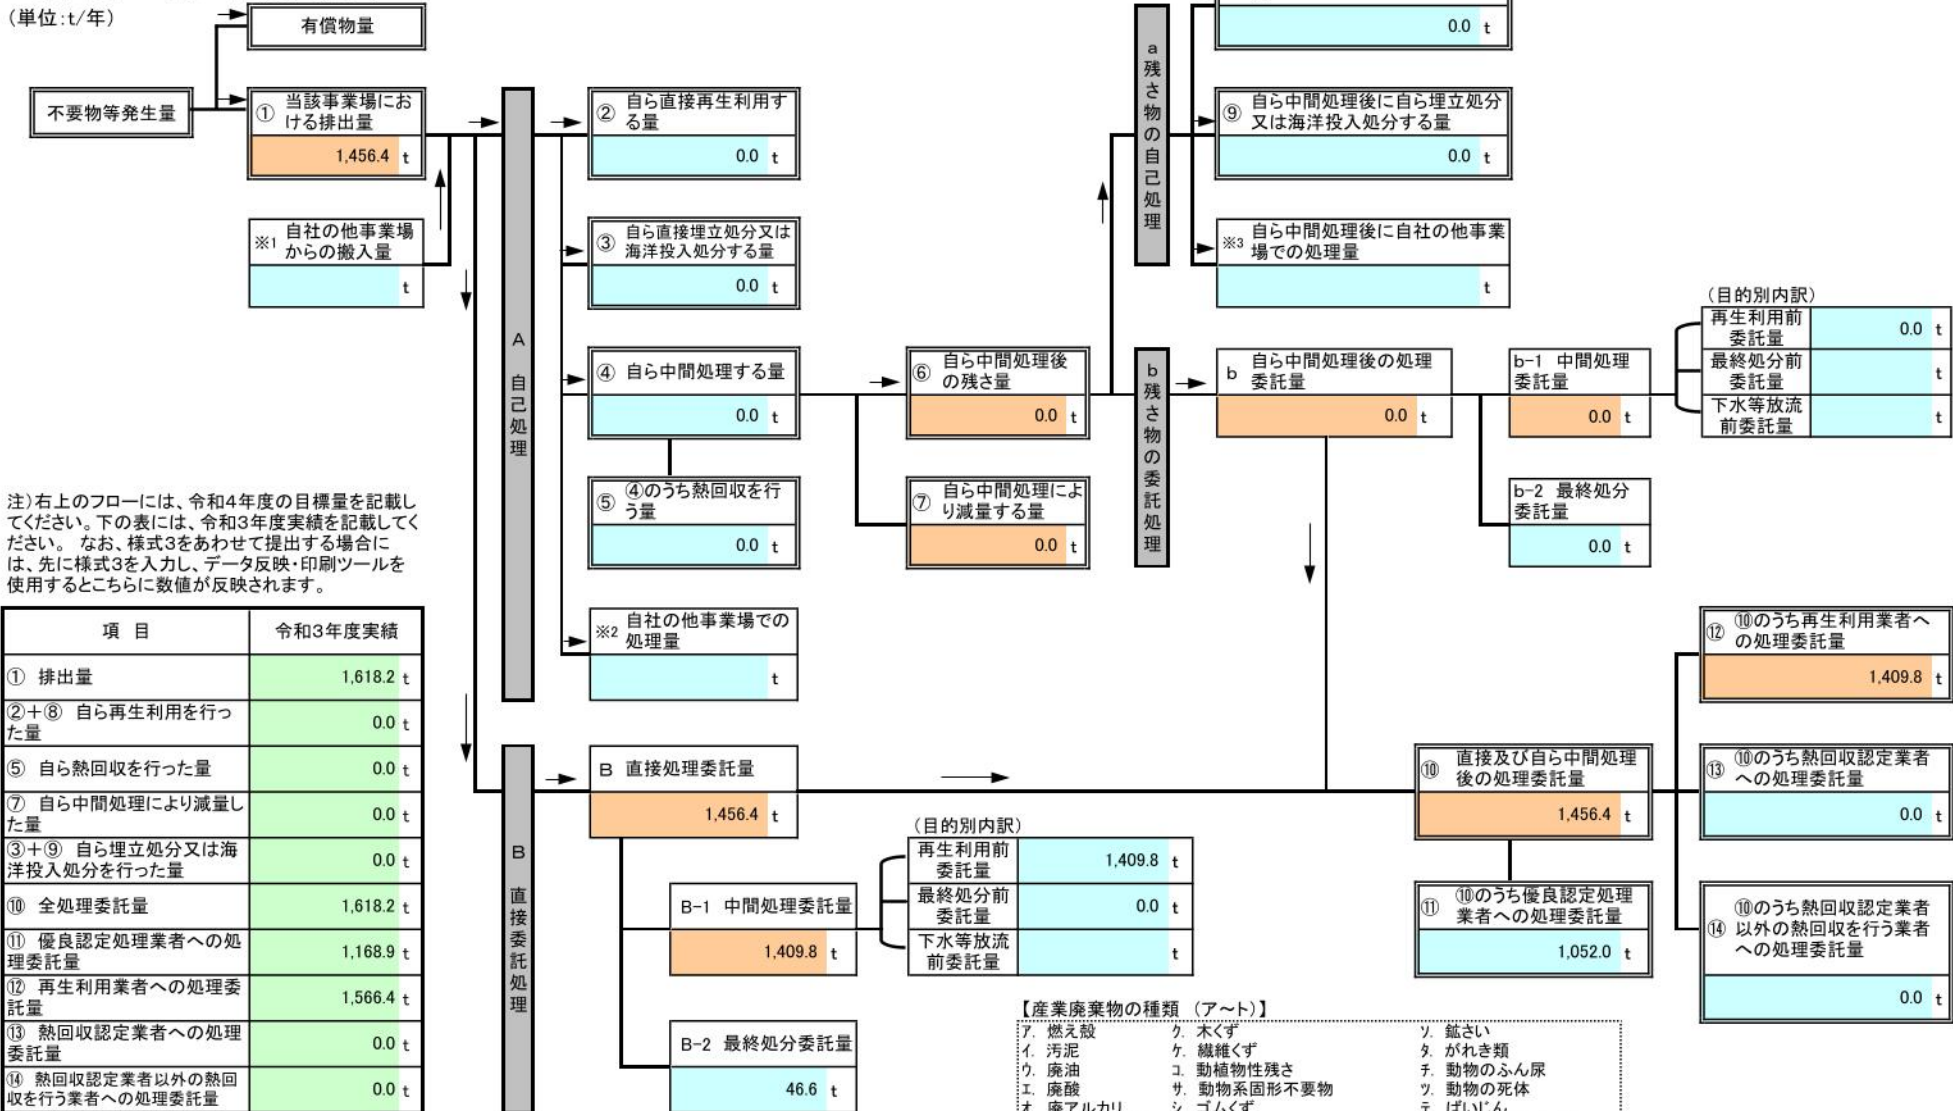 (単位:t/年)
有償物量
不要物等発生量
① 当該事業場にお
ける排出量
1,456.4 t
※1 自社の他事業場
からの搬入量
t
A 自己処理
② 自ら直接再生利用す
る量
0.0 t
③ 自ら直接埋立処分又は
海洋投入処分する量
0.0 t
④ 自ら中間処理する量
0.0 t
⑤ ④のうち熱回収を行
う量
0.0 t
※2 自社の他事業場での
処理量
t
⑥ 自ら中間処理後
の残さ量
0.0 t
⑦ 自ら中間処理によ
り減量する量
0.0 t
a 残さ物の自己処理
0.0 t
⑨ 自ら中間処理後に自ら埋立処分
又は海洋投入処分する量
0.0 t
※3 自ら中間処理後に自社の他事業
場での処理量
t
b 残さ物の委託処理
b 自ら中間処理後の処理
委託量
0.0 t
b-1 中間処理
委託量
0.0 t
b-2 最終処分
委託量
0.0 t
(目的別内訳)
再生利用前
委託量
0.0 t
最終処分前
委託量
t
下水等放流
前委託量
t
注)右上のフローには、令和4年度の目標量を記載し
てください。下の表には、令和3年度実績を記載してく
ださい。 なお、様式3をあわせて提出する場合に
は、先に様式3を入力し、データ反映・印刷ツールを
使用するとこちらに数値が反映されます。
項 目 令和3年度実績
① 排出量 1,618.2 t
②+⑧ 自ら再生利用を行っ
た量 0.0 t
⑤ 自ら熱回収を行った量 0.0 t
⑦ 自ら中間処理により減量し
た量 0.0 t
③+⑨ 自ら埋立処分又は海
洋投入処分を行った量 0.0 t
⑩ 全処理委託量 1,618.2 t
⑪ 優良認定処理業者への処
理委託量 1,168.9 t
⑫ 再生利用業者への処理委
託量 1,566.4 t
⑬ 熱回収認定業者への処理
委託量 0.0 t
⑭ 熱回収認定業者以外の熱回
収を行う業者への処理委託量 0.0 t
B 直接委託処理
B 直接処理委託量
1,456.4 t
B-1 中間処理委託量
1,409.8 t
B-2 最終処分委託量
46.6 t
(目的別内訳)
再生利用前
委託量
1,409.8 t
最終処分前
委託量
0.0 t
下水等放流
前委託量
t
⑩ 直接及び自ら中間処理
後の処理委託量
1,456.4 t
⑪ ⑩のうち優良認定処理
業者への処理委託量
1,052.0 t
⑫ ⑩のうち再生利用業者へ
の処理委託量
1,409.8 t
⑬ ⑩のうち熱回収認定業者
への処理委託量
0.0 t
⑭ ⑩のうち熱回収認定業者
以外の熱回収を行う業者
への処理委託量
0.0 t
【産業廃棄物の種類 (ア~ト)】
ア. 燃え殻 ク. 木くず ソ. 鉱さい
イ. 汚泥 ケ. 繊維くず タ. がれき類
ウ. 廃油 コ. 動植物性残さ チ. 動物のふん尿
エ. 廃酸 サ. 動物系固形不要物 ツ. 動物の死体
オ. 廃アルカリ シ. ゴムくず テ. ばいじん